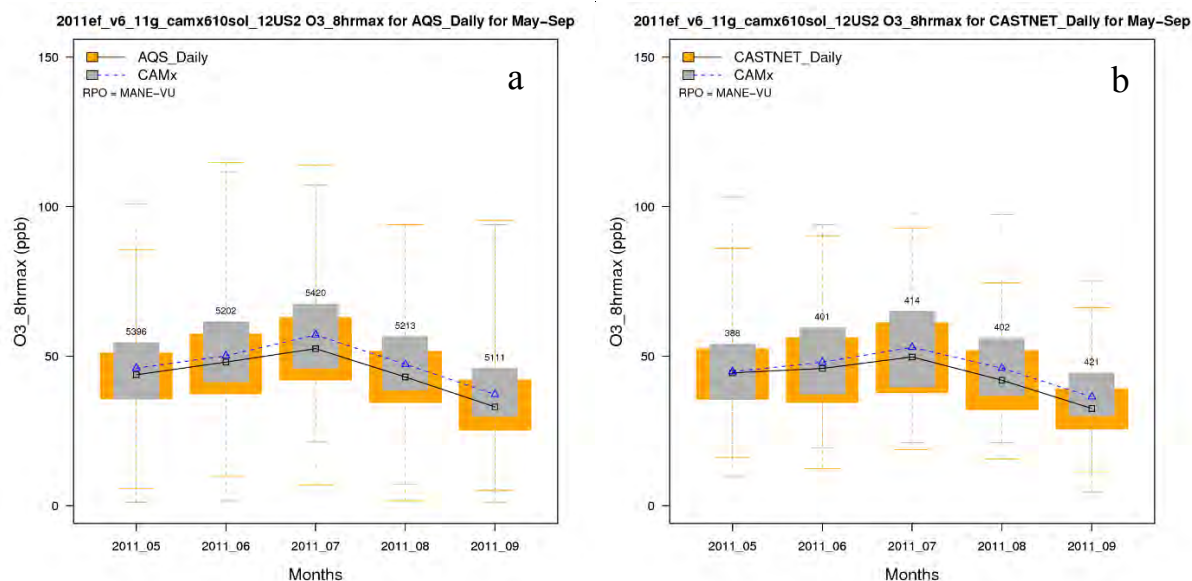 2011ef_v6_11g_camx610sol_12US2 O3_8hrmax for AQS_Daily for May-Sep
150
100
50
0
O3_8hrmax (ppb)
AQS_Daily
CAMx
RPO = MANE-VU
a
5396
5202
5420
5213
5111
2011_05
2011_06
2011_07
2011_08
2011_09
Months
2011ef_v6_11g_camx610sol_12US2 O3_8hrmax for CASTNET_Daily for May-Sep
150
100
50
0
O3_8hrmax (ppb)
CASTNET_Daily
CAMx
RPO = MANE-VU
b
388
401
414
402
421
2011_05
2011_06
2011_07
2011_08
2011_09
Months